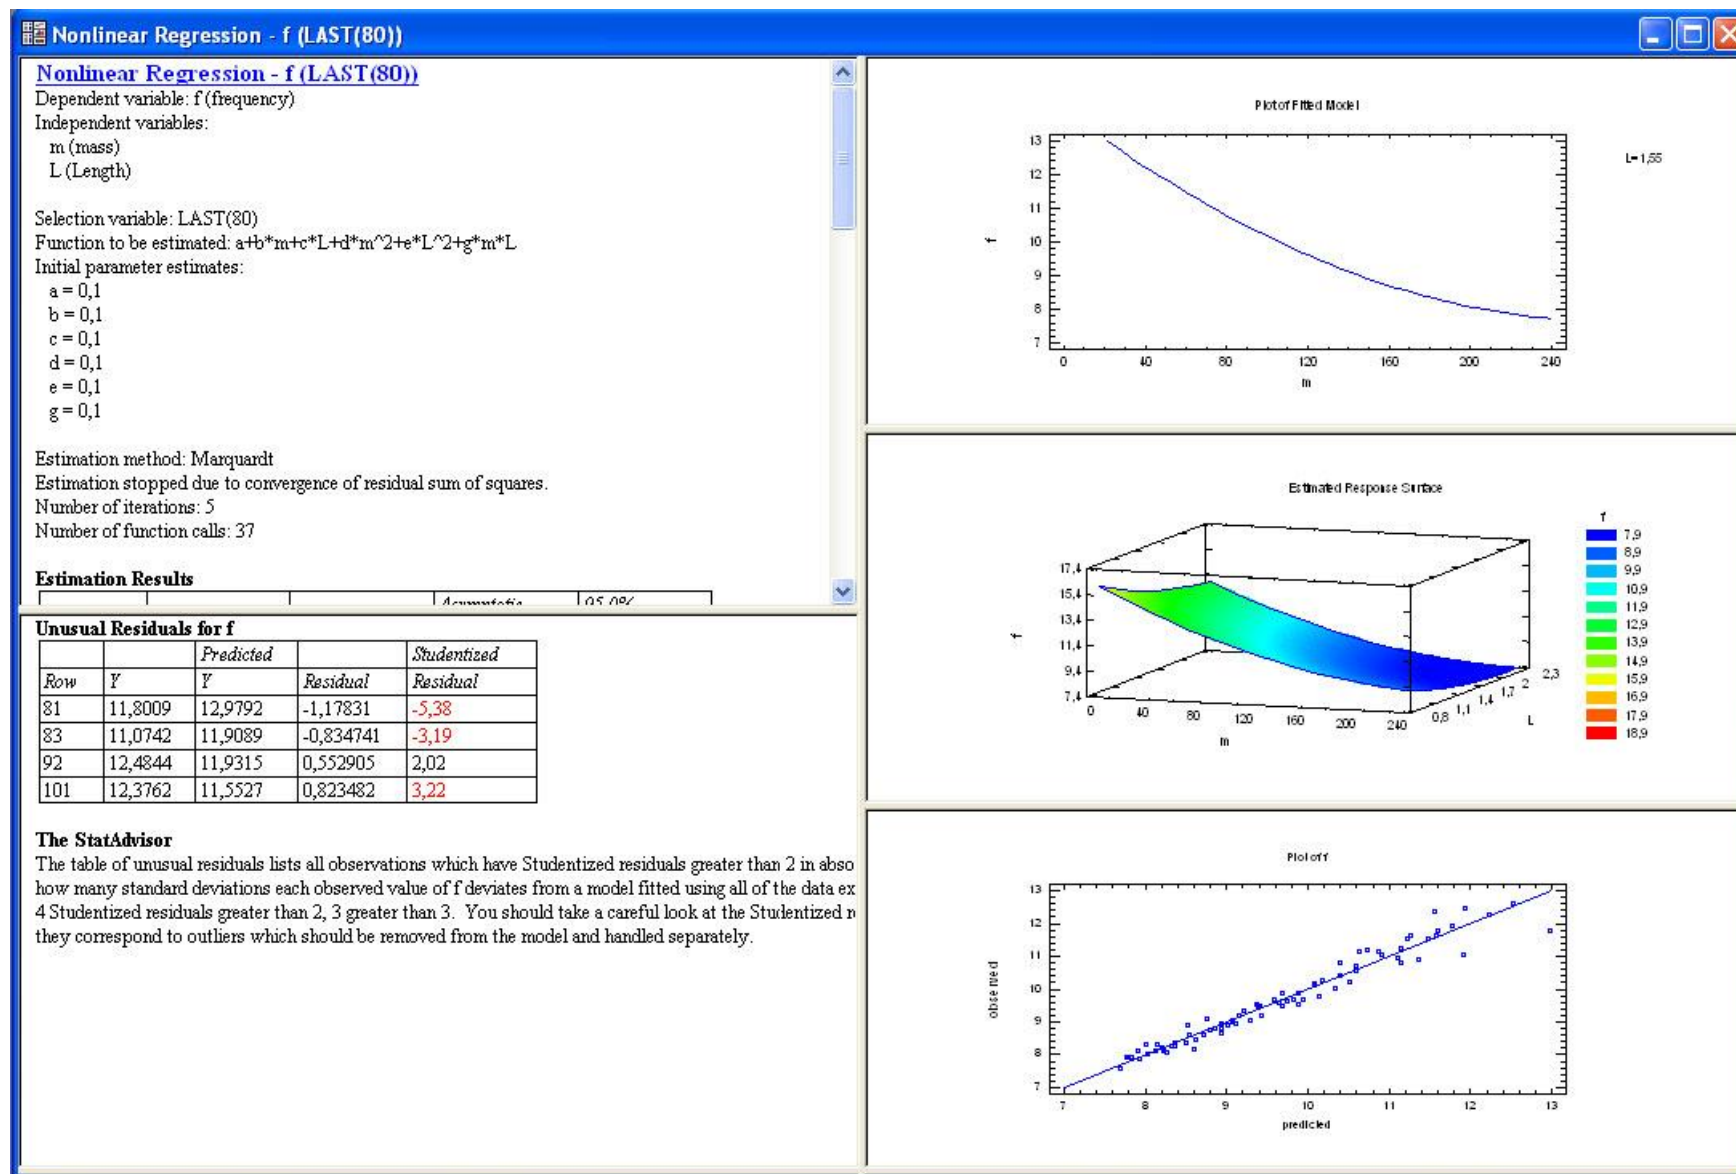 Nonlinear Regression - f (LAST(80))
Nonlinear Regression - f (LAST(80))
Dependent variable: f (frequency)
Independent variables:
m (mass)
L (Length)
Selection variable: LAST(80)
Function to be estimated: a+b*m+c*L+d*m^2+e*L^2+g*m*L
Initial parameter estimates:
a = 0,1
b = 0,1
c = 0,1
d = 0,1
e = 0,1
g = 0,1
Estimation method: Marquardt
Estimation stopped due to convergence of residual sum of squares.
Number of iterations: 5
Number of function calls: 37
Estimation Results
Asymptotic 95,0%
Unusual Residuals for f
Predicted Studentized
Row Y Y Residual Residual
81 11,8009 12,9792 -1,17831 -5,38
83 11,0742 11,9089 -0,834741 -3,19
92 12,4844 11,9315 0,552905 2,02
101 12,3762 11,5527 0,823482 3,22
The StatAdvisor
The table of unusual residuals lists all observations which have Studentized residuals greater than 2 in abso
how many standard deviations each observed value of f deviates from a model fitted using all of the data ex
4 Studentized residuals greater than 2, 3 greater than 3. You should take a careful look at the Studentized r
they correspond to outliers which should be removed from the model and handled separately.
Plot of Fitted Model
13
12
11
10
9
8
7
f
0 40 80 120 160 200 240
m
L=1,55
Estimated Response Surface
17,4
15,4
13,4
11,4
9,4
7,4
f
0 40 80 120 160 200 240
m
0,8 1,1 1,4 1,7 2 2,3
L
f
7,9
8,9
9,9
10,9
11,9
12,9
13,9
14,9
15,9
16,9
17,9
18,9
Plot of f
13
12
11
10
9
8
7
observed
7 8 9 10 11 12 13
predicted